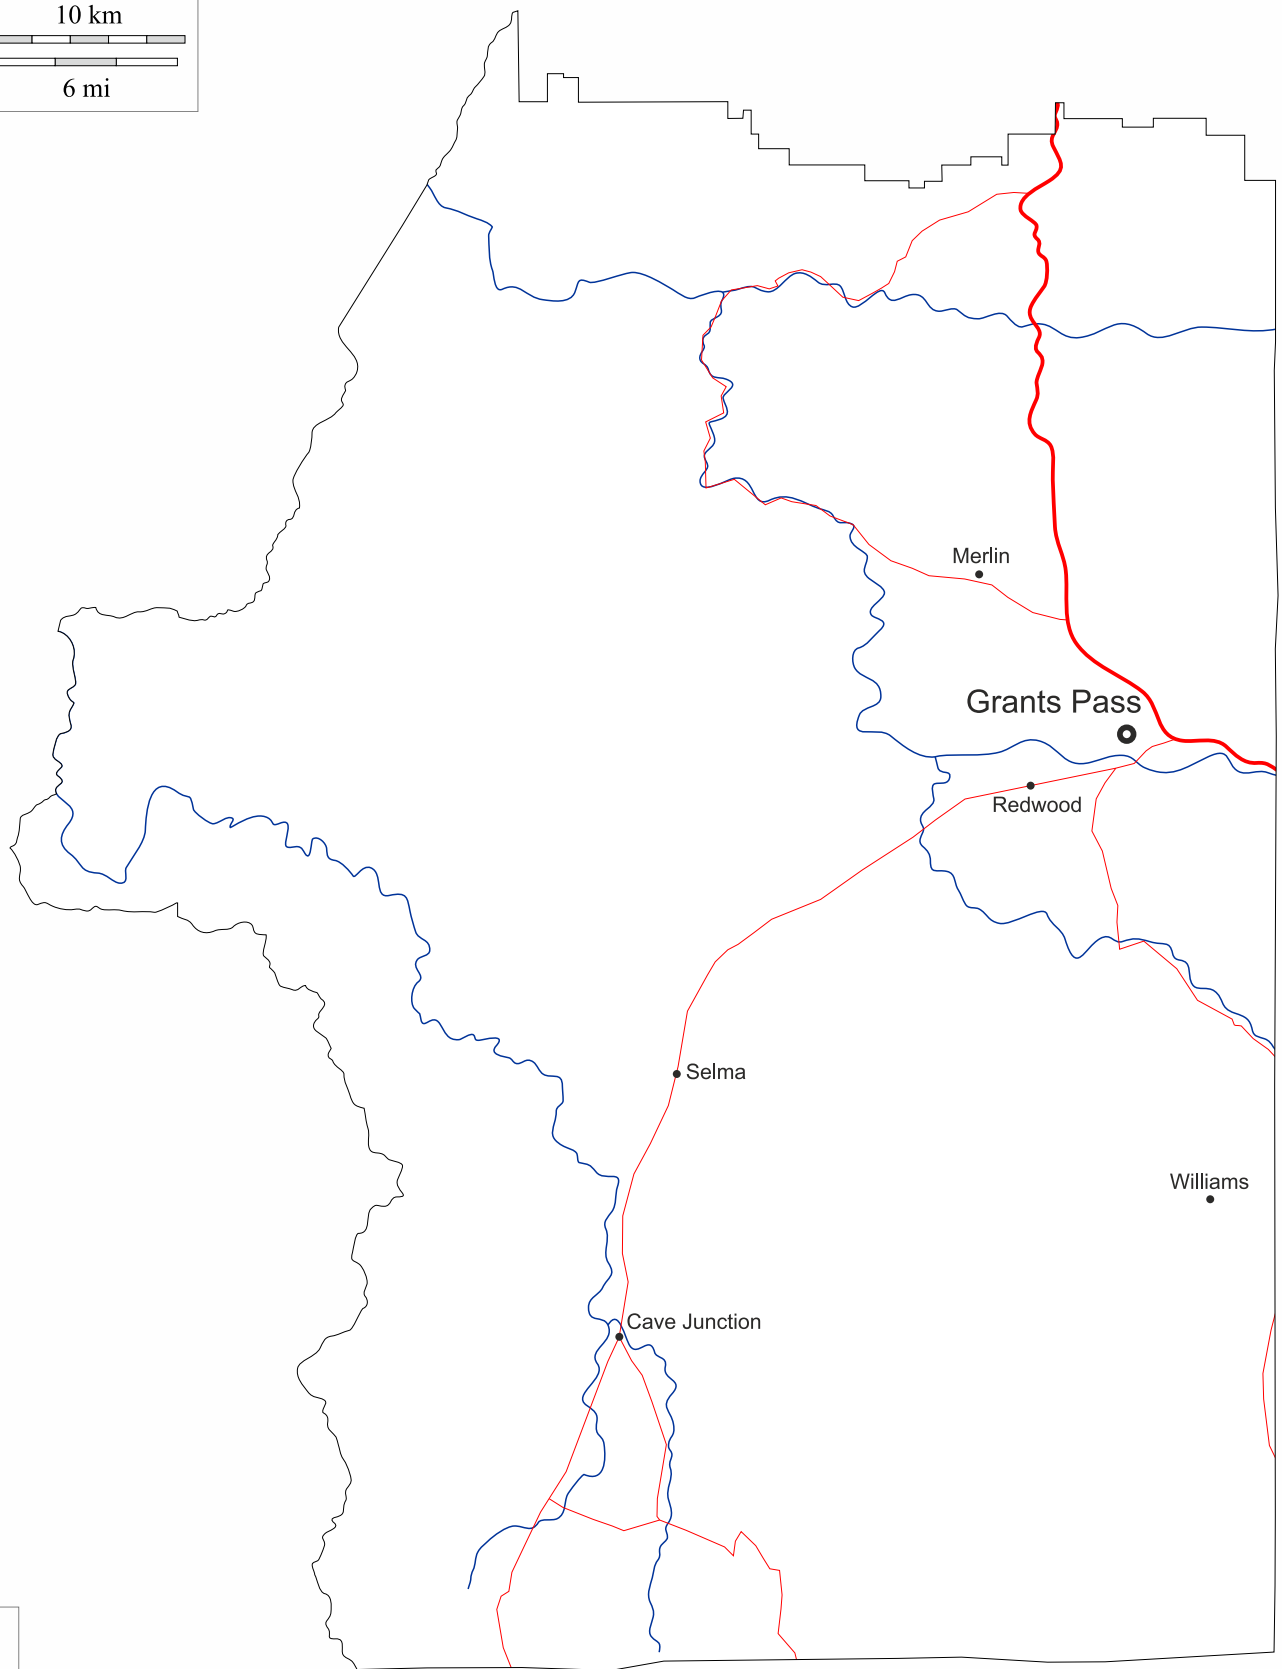 10 km
6 mi
Merlin
Grants Pass
Redwood
Selma
Williams
Cave Junction